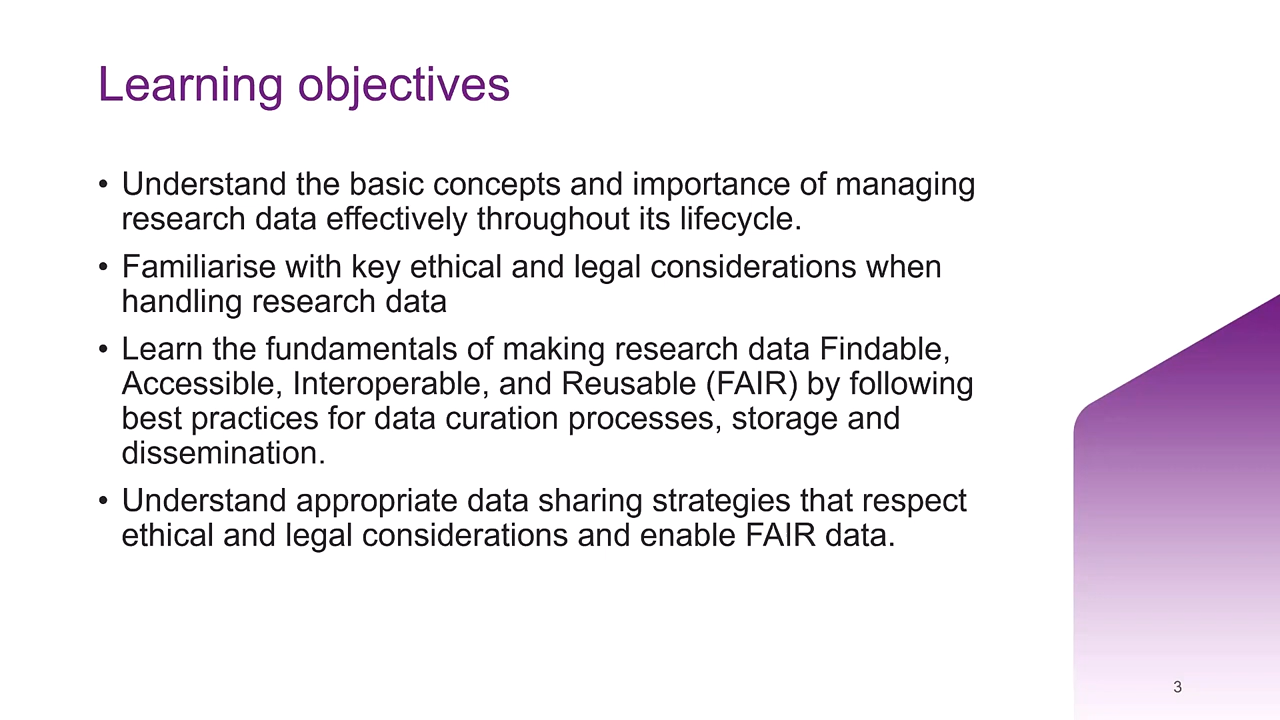 Learning objectives
• Understand the basic concepts and importance of managing
research data effectively throughout its lifecycle.
• Familiarise with key ethical and legal considerations when
handling research data
• Learn the fundamentals of making research data Findable,
Accessible, Interoperable, and Reusable (FAIR) by following
best practices for data curation processes, storage and
dissemination.
• Understand appropriate data sharing strategies that respect
ethical and legal considerations and enable FAIR data.
3